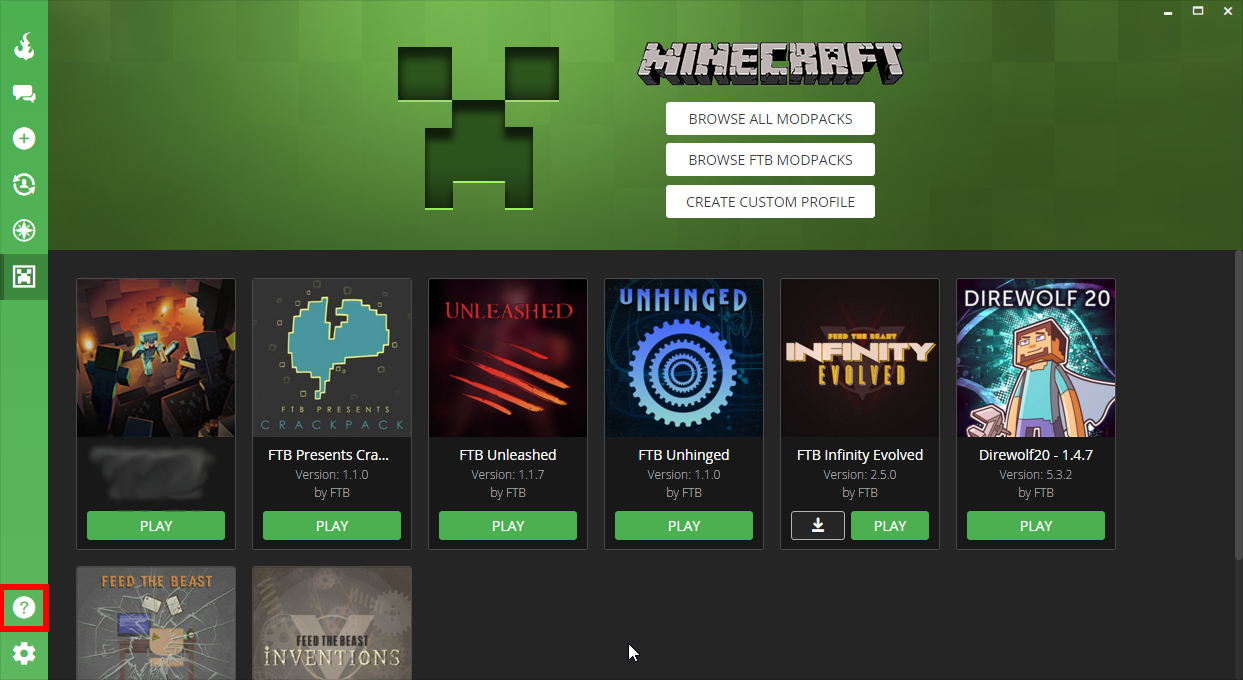 MINECRAFT
BROWSE ALL MODPACKS
BROWSE FTB MODPACKS
CREATE CUSTOM PROFILE
FTB PRESENTS
CRACKPACK
UNLEASHED
UNHINGED
FEED THE BEAST
INFINITY
EVOLVED
DIREWOLF 20
FTB Presents Cra...
FTB Unleashed
FTB Unhinged
FTB Infinity Evolved
Direwolf20 - 1.4.7
Version: 1.1.0
Version: 1.1.7
Version: 1.1.0
Version: 2.5.0
Version: 5.3.2
by FTB
by FTB
by FTB
by FTB
by FTB
PLAY
PLAY
PLAY
PLAY
PLAY
PLAY
FEED THE BEAST
FEED THE BEAST
INVENTIONS
?